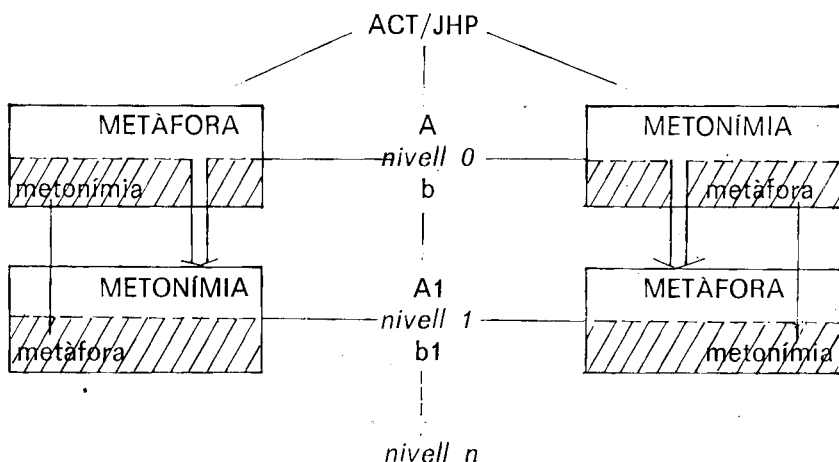 ACT/JHP
METÀFORA A METONÍMIA
nivell 0
metonímia b metàfora
METONÍMIA A1 METÀFORA
nivell 1
metàfora b1 metonímia
nivell n